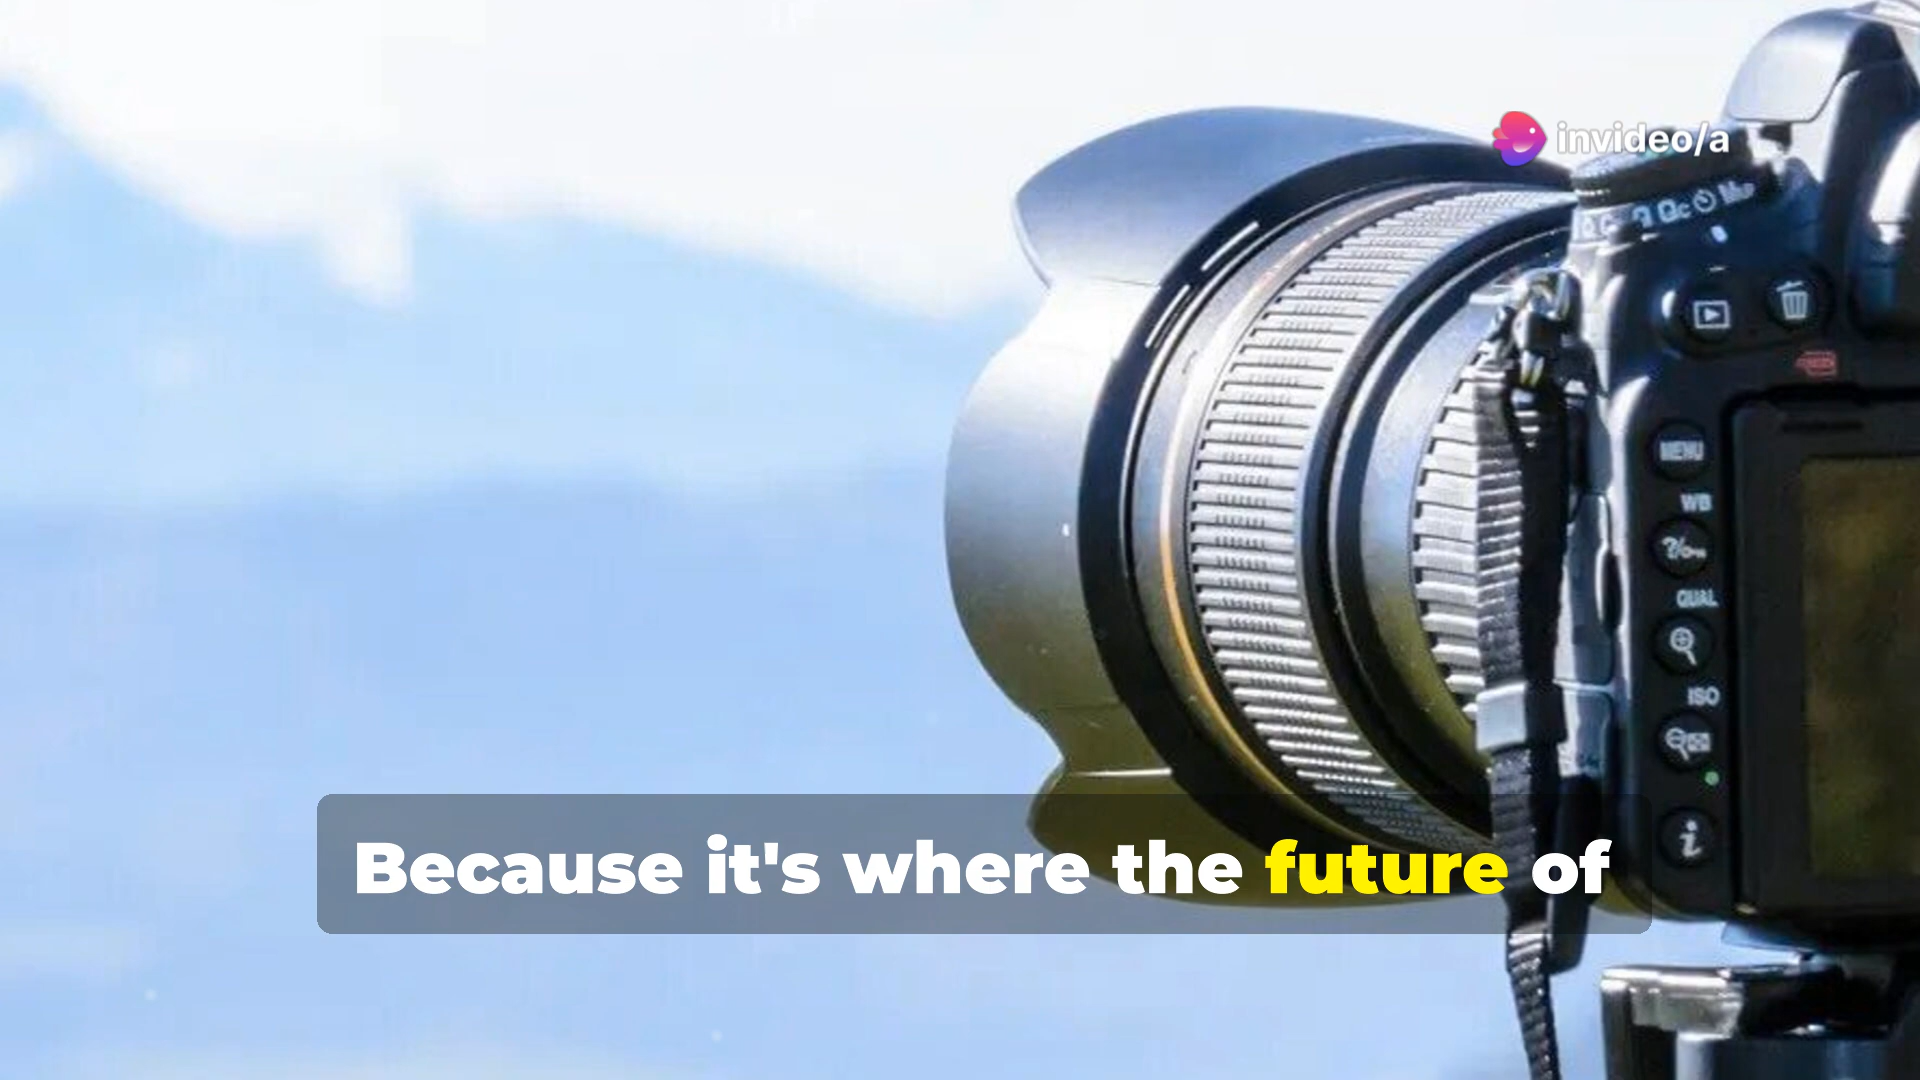 invideo/a
MENU
WB
QUAL
ISO
Because it's where the future of